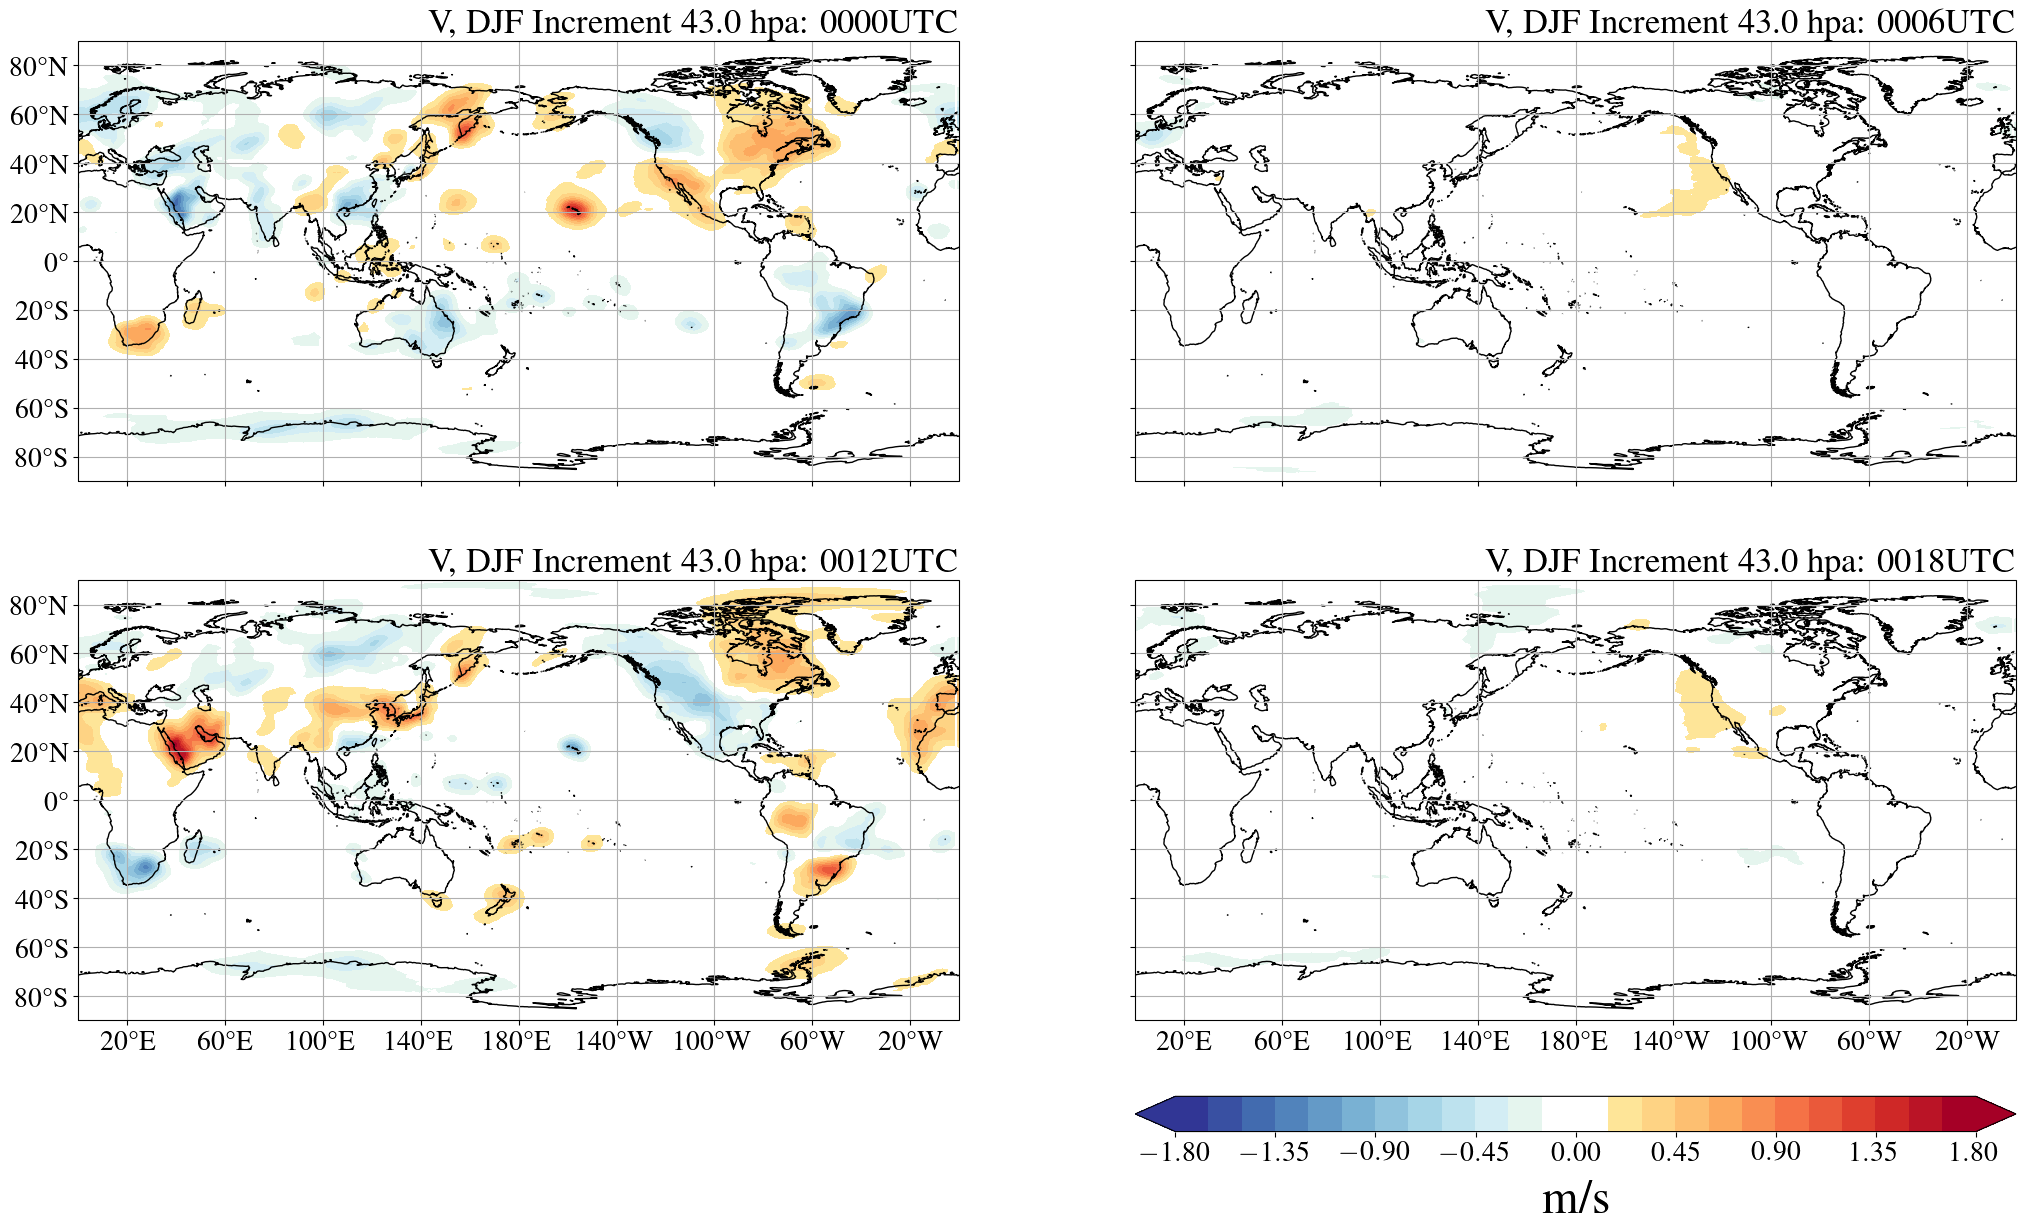 V, DJF Increment 43.0 hpa: 0000UTC
V, DJF Increment 43.0 hpa: 0006UTC
80°N
60°N
40°N
20°N
0°
20°S
40°S
60°S
80°S
V, DJF Increment 43.0 hpa: 0012UTC
V, DJF Increment 43.0 hpa: 0018UTC
80°N
60°N
40°N
20°N
0°
20°S
40°S
60°S
80°S
20°E 60°E 100°E 140°E 180°E 140°W 100°W 60°W 20°W
20°E 60°E 100°E 140°E 180°E 140°W 100°W 60°W 20°W
−1.80 −1.35 −0.90 −0.45 0.00 0.45 0.90 1.35 1.80
m/s